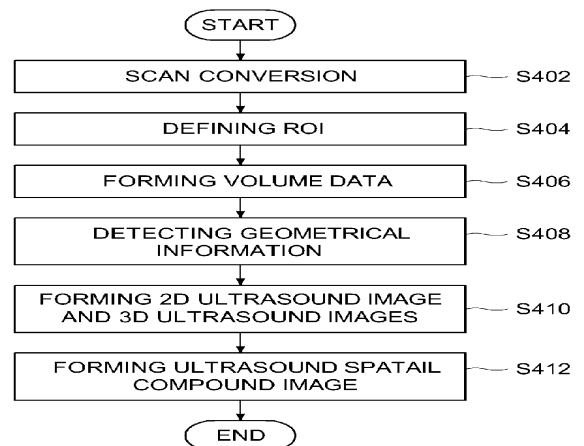 START
SCAN CONVERSION
S402
DEFINING ROI
S404
FORMING VOLUME DATA
S406
DETECTING GEOMETRICAL
INFORMATION
S408
FORMING 2D ULTRASOUND IMAGE
AND 3D ULTRASOUND IMAGES
S410
FORMING ULTRASOUND SPATAIL
COMPOUND IMAGE
S412
END